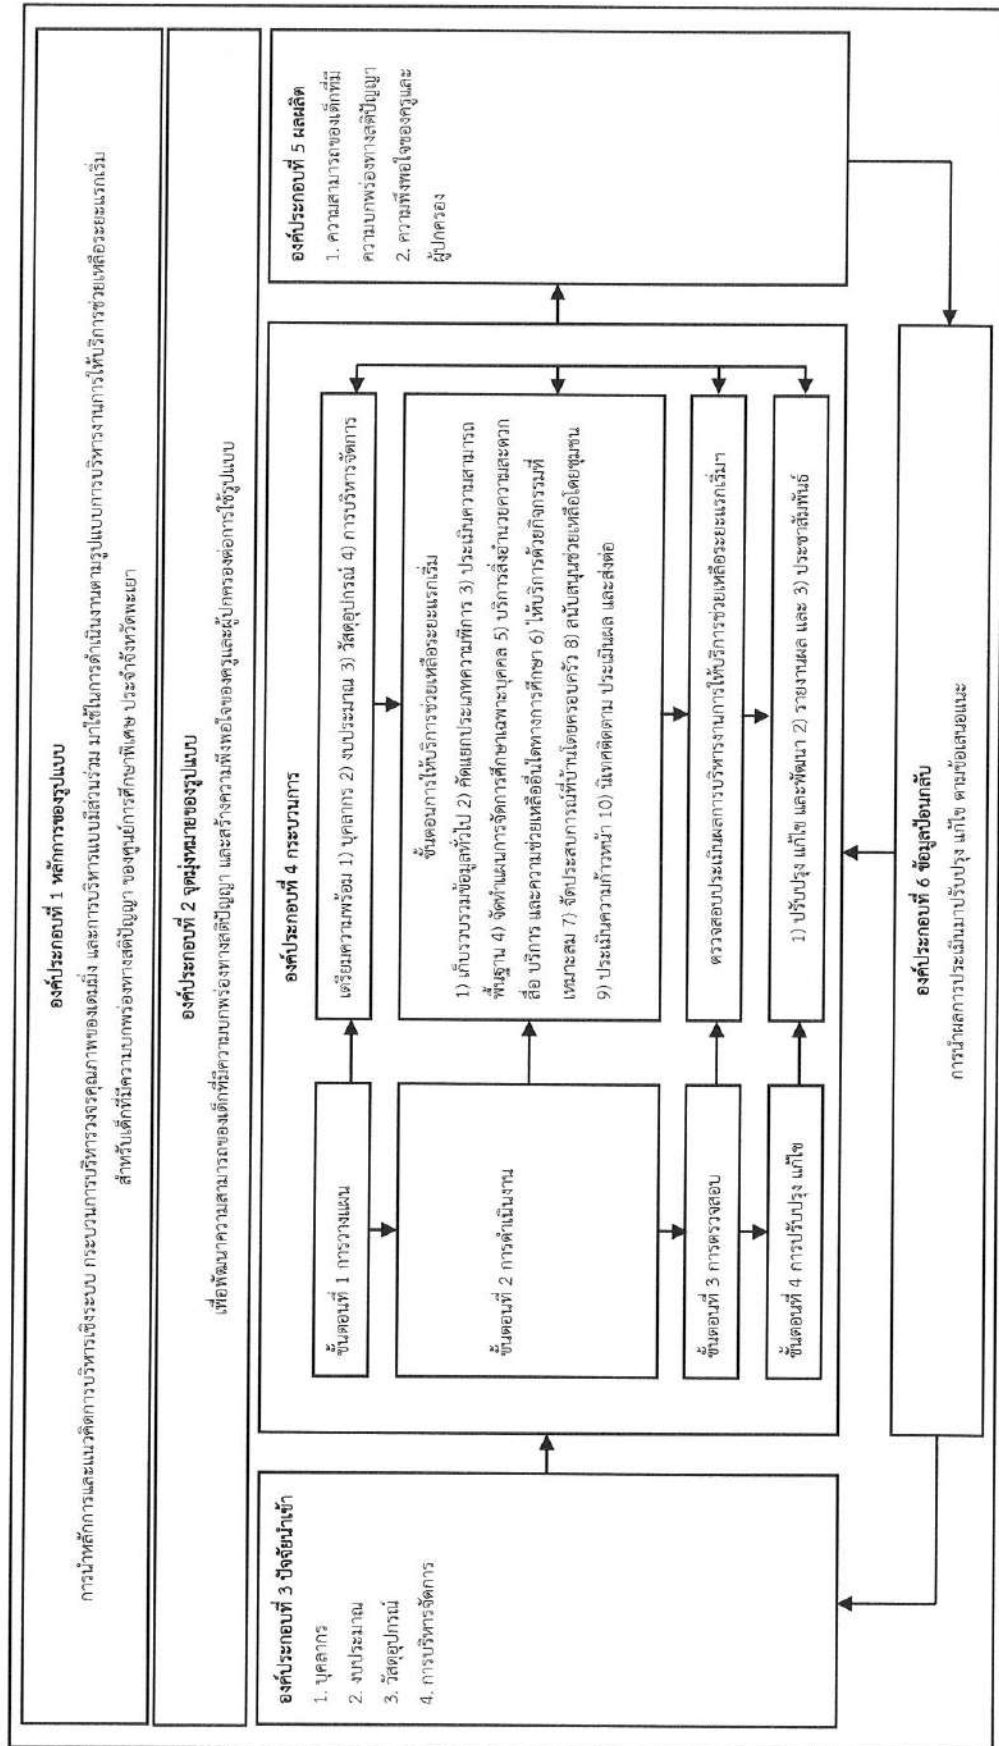 องค์ประกอบที่ 1 หลักการของรูปแบบ
การนำหลักการและแนวคิดการบริหารเชิงระบบ กระบวนการบริหารวงจรคุณภาพของเดมมิ่ง และการบริหารแบบมีส่วนร่วม มาใช้ในการดำเนินงานตามรูปแบบการบริหารงานการให้บริการช่วยเหลือระยะแรกเริ่ม
สำหรับเด็กที่มีความบกพร่องทางสติปัญญา ของศูนย์การศึกษาพิเศษ ประจำจังหวัดพะเยา
องค์ประกอบที่ 2 จุดมุ่งหมายของรูปแบบ
เพื่อพัฒนาความสามารถของเด็กที่มีความบกพร่องทางสติปัญญา และสร้างความพึงพอใจของครูและผู้ปกครองต่อการใช้รูปแบบ
องค์ประกอบที่ 3 ปัจจัยนำเข้า
1. บุคลากร
2. งบประมาณ
3. วัสดุอุปกรณ์
4. การบริหารจัดการ
องค์ประกอบที่ 4 กระบวนการ
ขั้นตอนที่ 1 การวางแผน
เตรียมความพร้อม 1) บุคลากร 2) งบประมาณ 3) วัสดุอุปกรณ์ 4) การบริหารจัดการ
ขั้นตอนที่ 2 การดำเนินงาน
ขั้นตอนการให้บริการช่วยเหลือระยะแรกเริ่ม
1) เก็บรวบรวมข้อมูลทั่วไป 2) คัดแยกประเภทความพิการ 3) ประเมินความสามารถ
พื้นฐาน 4) จัดทำแผนการจัดการศึกษาเฉพาะบุคคล 5) บริการสิ่งอำนวยความสะดวก
สื่อ บริการ และความช่วยเหลืออื่นใดทางการศึกษา 6) ให้บริการด้วยกิจกรรมที่
เหมาะสม 7) จัดประสบการณ์ที่บ้านโดยครอบครัว 8) สนับสนุนช่วยเหลือโดยชุมชน
9) ประเมินความก้าวหน้า 10) นิเทศติดตาม ประเมินผล และส่งต่อ
ขั้นตอนที่ 3 การตรวจสอบ
ตรวจสอบประเมินผลการบริหารงานการให้บริการช่วยเหลือระยะแรกเริ่มฯ
ขั้นตอนที่ 4 การปรับปรุง แก้ไข
1) ปรับปรุง แก้ไข และพัฒนา 2) รายงานผล และ 3) ประชาสัมพันธ์
องค์ประกอบที่ 5 ผลผลิต
1. ความสามารถของเด็กที่มี
ความบกพร่องทางสติปัญญา
2. ความพึงพอใจของครูและ
ผู้ปกครอง
องค์ประกอบที่ 6 ข้อมูลป้อนกลับ
การนำผลการประเมินมาปรับปรุง แก้ไข ตามข้อเสนอแนะ